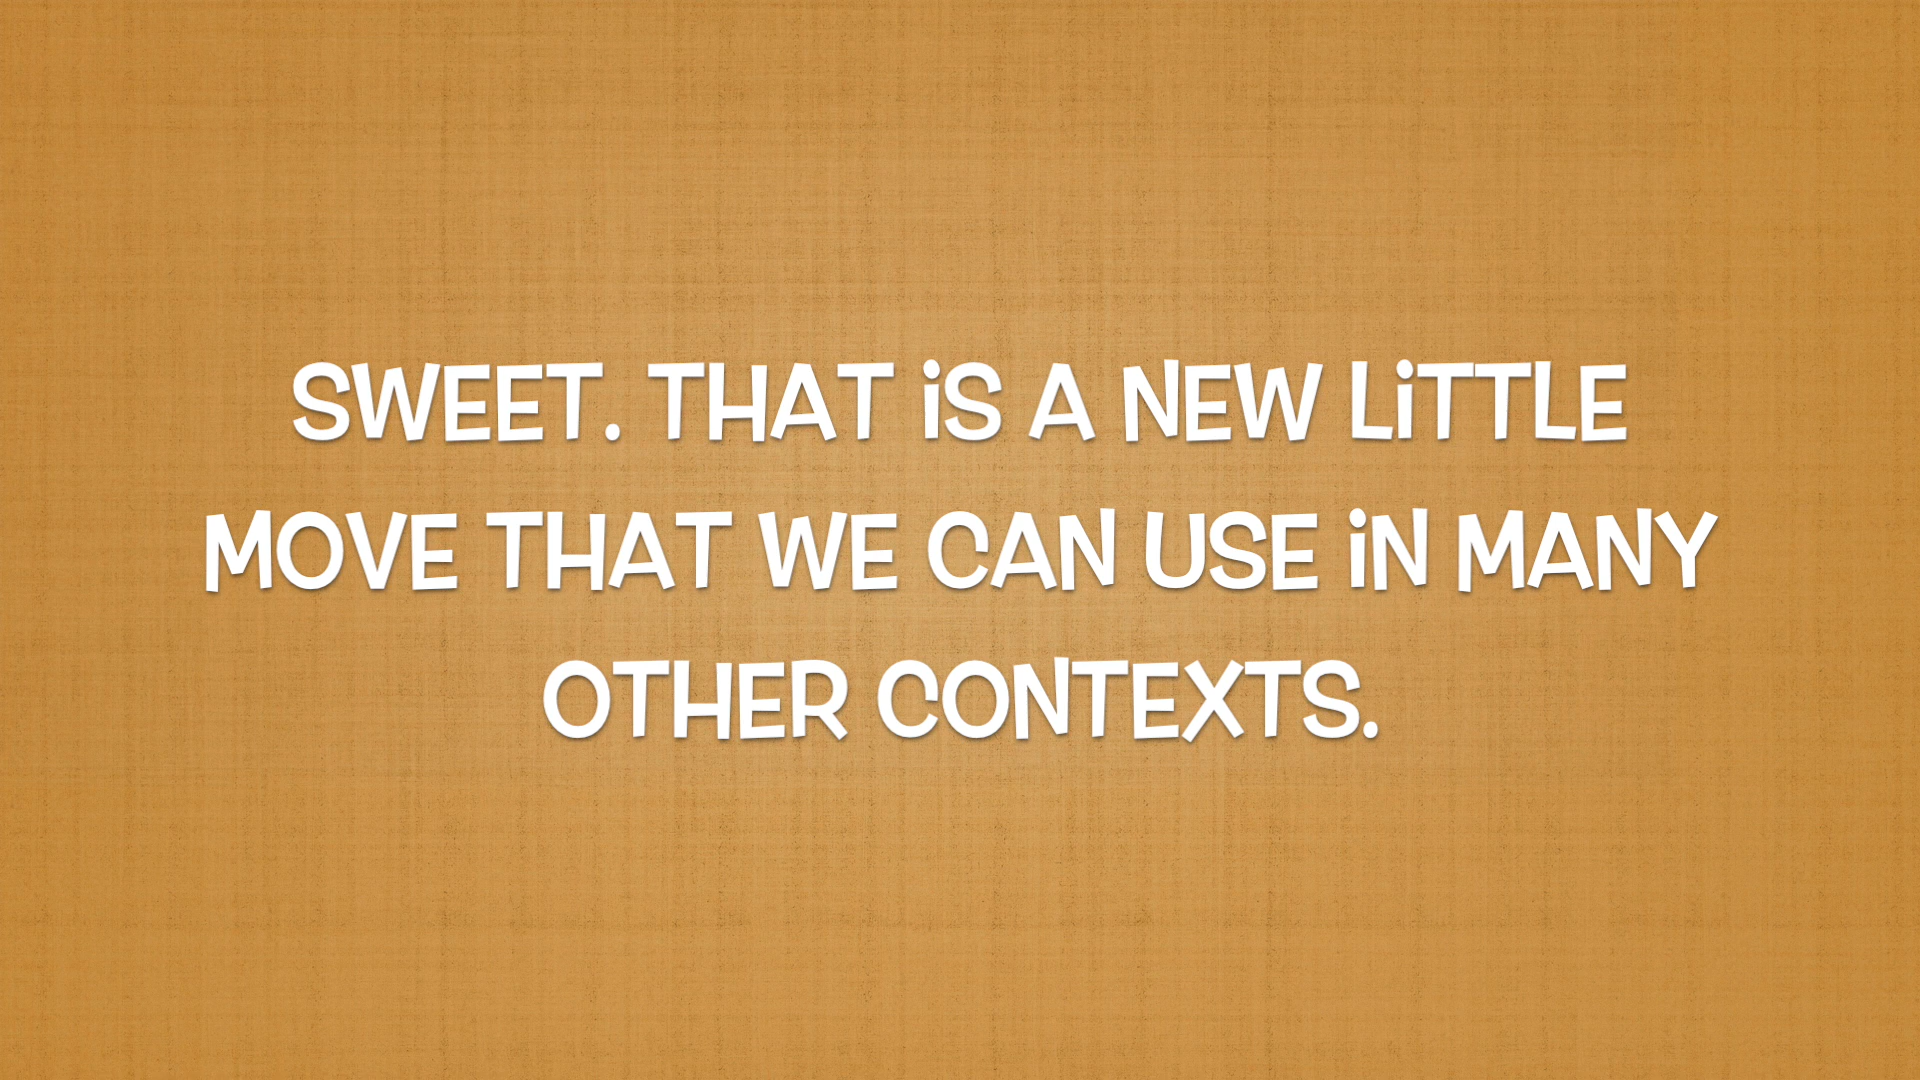 SWEET. THAT iS A NEW LiTTLE
MOVE THAT WE CAN USE iN MANY
OTHER CONTEXTS.